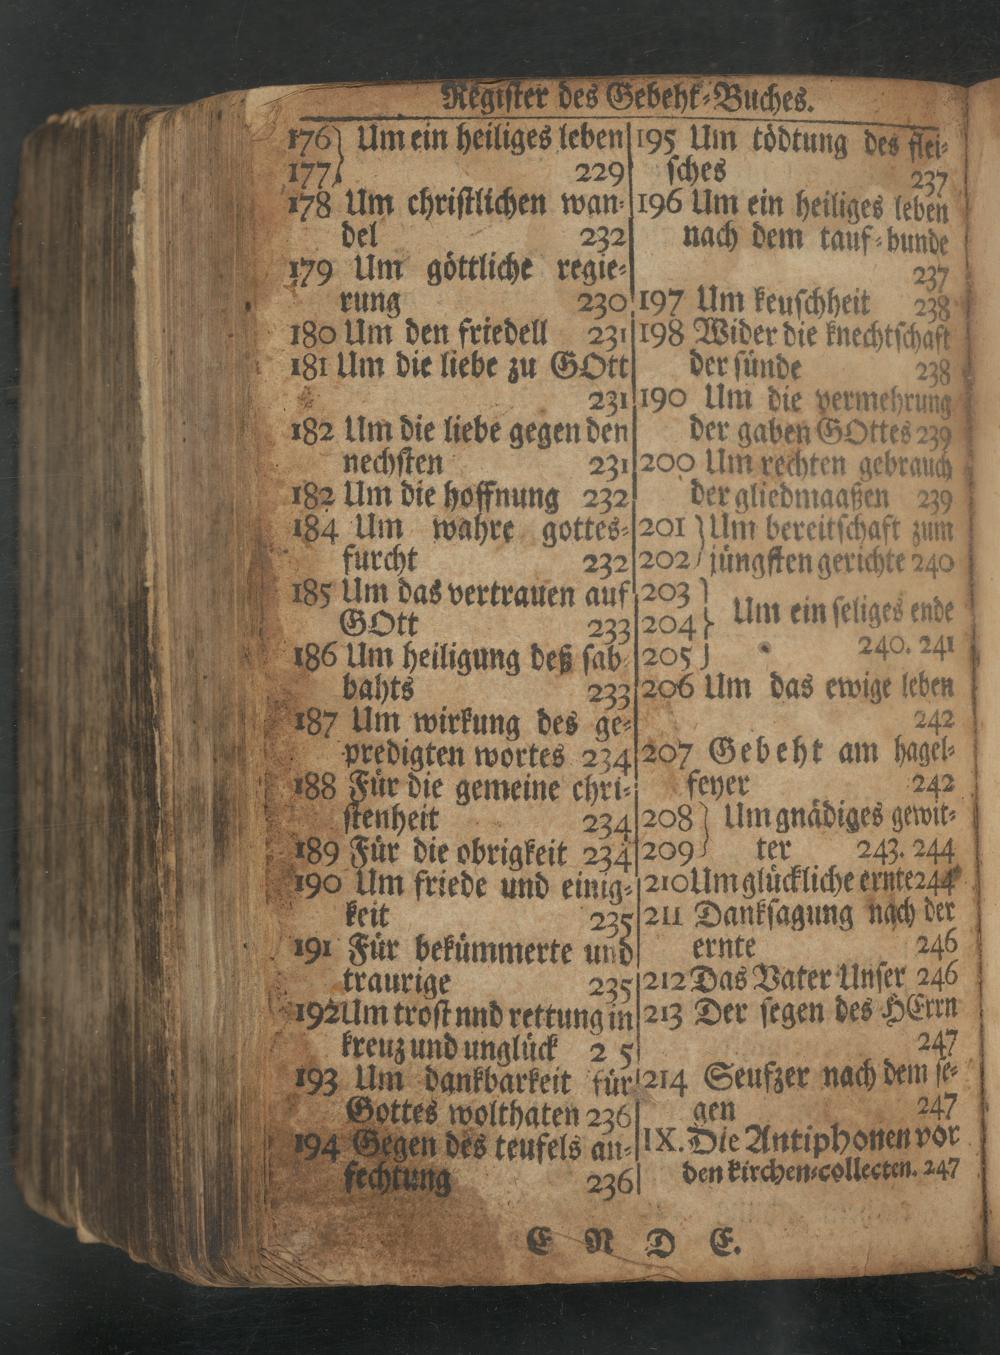 Register des Gebeht-Buches.
176} Um ein heiliges leben
177} 229
178 Um christlichen wan-
del 232
179 Um göttliche regie-
rung 230
180 Um den friedell 231
181 Um die liebe zu GOtt
231
182 Um die liebe gegen den
nechsten 231
182 Um die hoffnung 232
184 Um wahre gottes-
furcht 232
185 Um das vertrauen auf
GOtt 233
186 Um heiligung deß sab-
bahts 233
187 Um wirkung des ge-
predigten wortes 234
188 Für die gemeine chri-
stenheit 234
189 Für die obrigkeit 234
190 Um friede und einig-
keit 235
191 Für bekümmerte und
traurige 235
192 Um trost nnd rettung in
kreuz und unglück 2 5
193 Um dankbarkeit für
Gottes wolthaten 236
194 Gegen des teufels an-
fechtung 236
195 Um tödtung des flei-
sches 237
196 Um ein heiliges leben
nach dem tauf-bunde
237
197 Um keuschheit 238
198 Wider die knechtschaft
der sünde 238
190 Um die vermehrung
der gaben GOttes 239
200 Um rechten gebrauch
der gliedmaaßen 239
201 } Um bereitschaft zum
202 } jüngsten gerichte 240
203 }
204 } Um ein seliges ende
205 } 240. 241
206 Um das ewige leben
242
207 Gebeht am hagel-
feyer 242
208 } Um gnädiges gewit-
209 } ter 243. 244
210 Um glückliche ernte 244
211 Danksagung nach der
ernte 246
212 Das Vater Unser 246
213 Der segen des HErrn
247
214 Seufzer nach dem se-
gen 247
IX. Die Antiphonen vor
den kirchen-collecten. 247
E N D E.